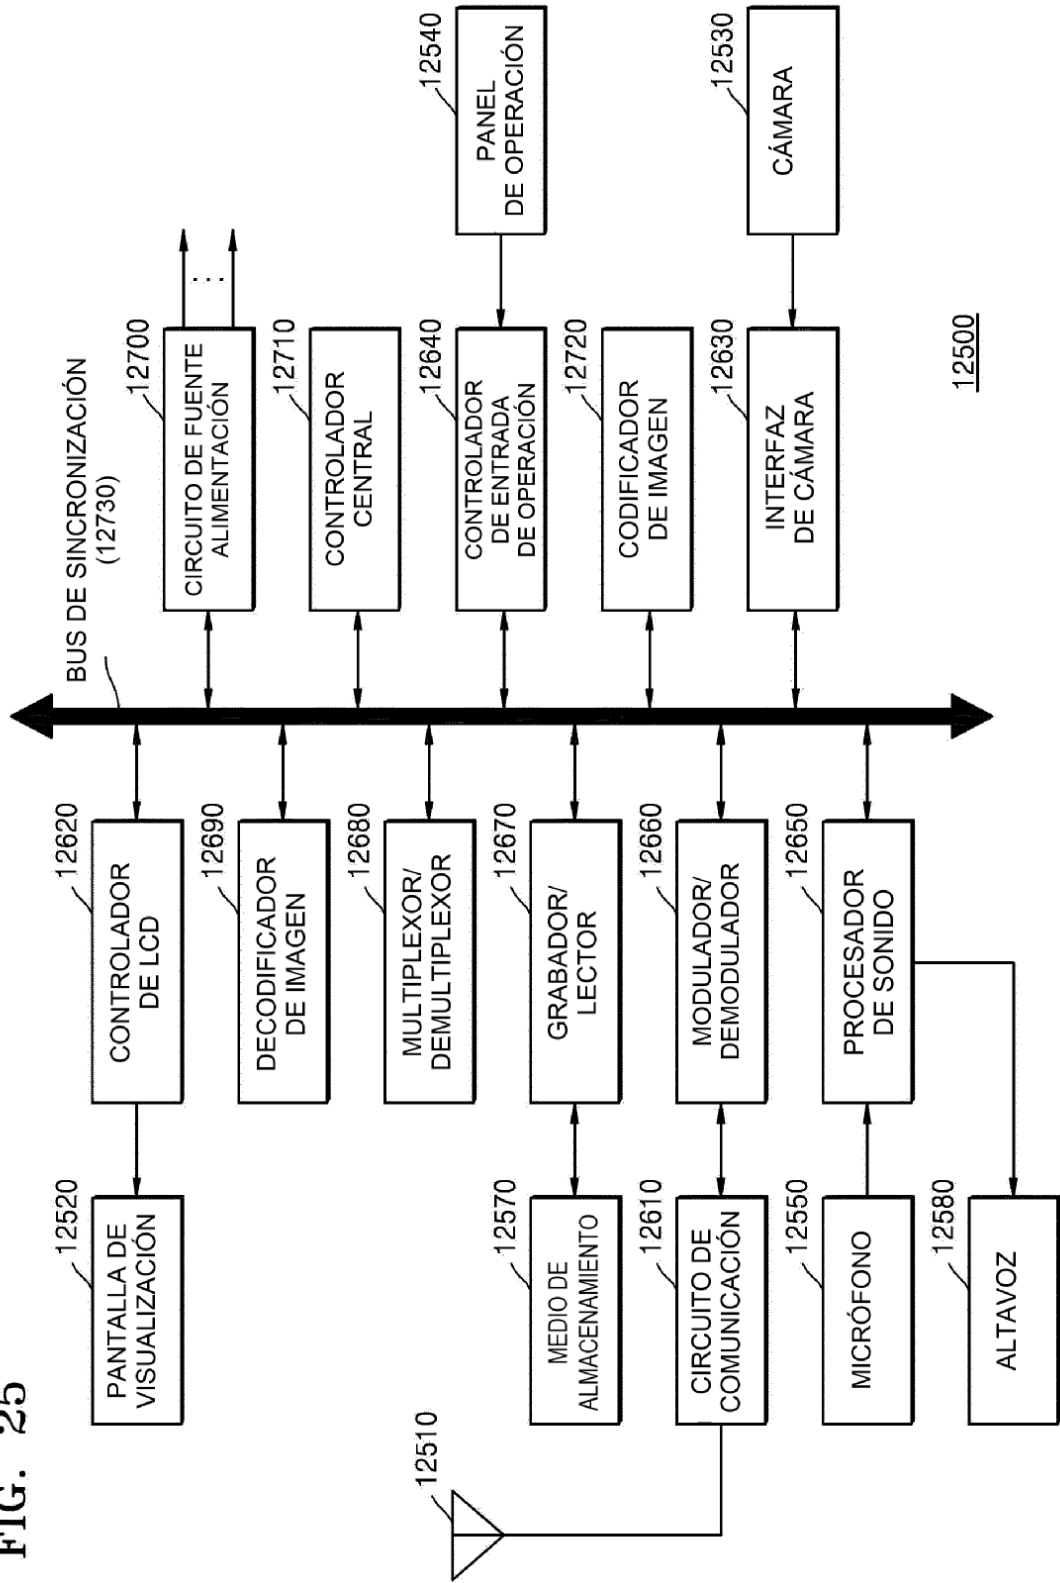 FIG. 25
12510
PANTALLA DE
VISUALIZACIÓN
12520
CONTROLADOR
DE LCD
12620
BUS DE SINCRONIZACIÓN
(12730)
CIRCUITO DE FUENTE
ALIMENTACIÓN
12700
...
DECODIFICADOR
DE IMAGEN
12690
CONTROLADOR
CENTRAL
12710
MULTIPLEXOR/
DEMULTIPLEXOR
12680
CONTROLADOR
DE ENTRADA
DE OPERACIÓN
12640
PANEL
DE OPERACIÓN
12540
MEDIO DE
ALMACENAMIENTO
12570
GRABADOR/
LECTOR
12670
CODIFICADOR
DE IMAGEN
12720
CIRCUITO DE
COMUNICACIÓN
12610
MODULADOR/
DEMODULADOR
12660
INTERFAZ
DE CÁMARA
12630
CÁMARA
12530
MICRÓFONO
12550
PROCESADOR
DE SONIDO
12650
ALTAVOZ
12580
12500